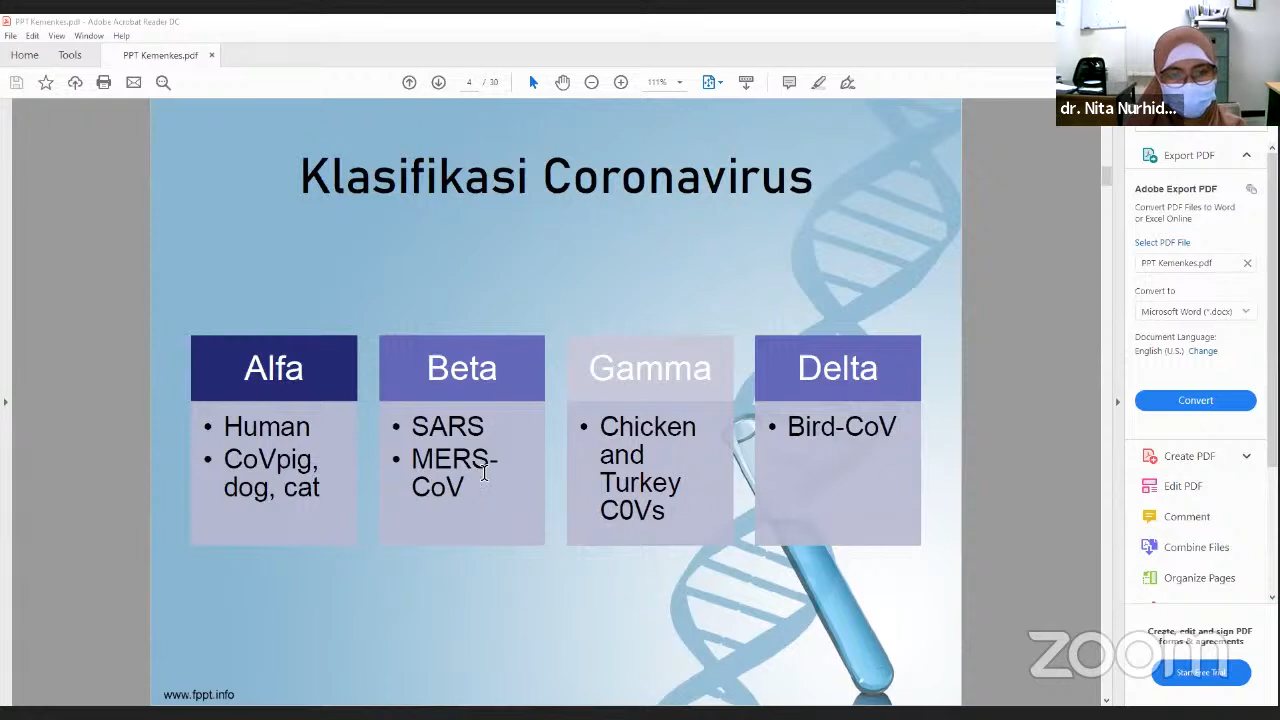 PPT Kemenkes.pdf - Adobe Acrobat Reader DC
File Edit View Window Help
Home Tools PPT Kemenkes.pdf ×
4 / 30 111%
dr. Nita Nurhid...
Klasifikasi Coronavirus
Alfa
• Human
• CoVpig,
dog, cat
Beta
• SARS
• MERS-
CoV
Gamma
• Chicken
and
Turkey
C0Vs
Delta
• Bird-CoV
www.fppt.info
Export PDF
Adobe Export PDF
Convert PDF Files to Word
or Excel Online
Select PDF File
PPT Kemenkes.pdf
Convert to
Microsoft Word (*.docx)
Document Language:
English (U.S.) Change
Convert
Create PDF
Edit PDF
Comment
Combine Files
Organize Pages
Create, edit and sign PDF
forms & agreements
Start Free Trial
zoom